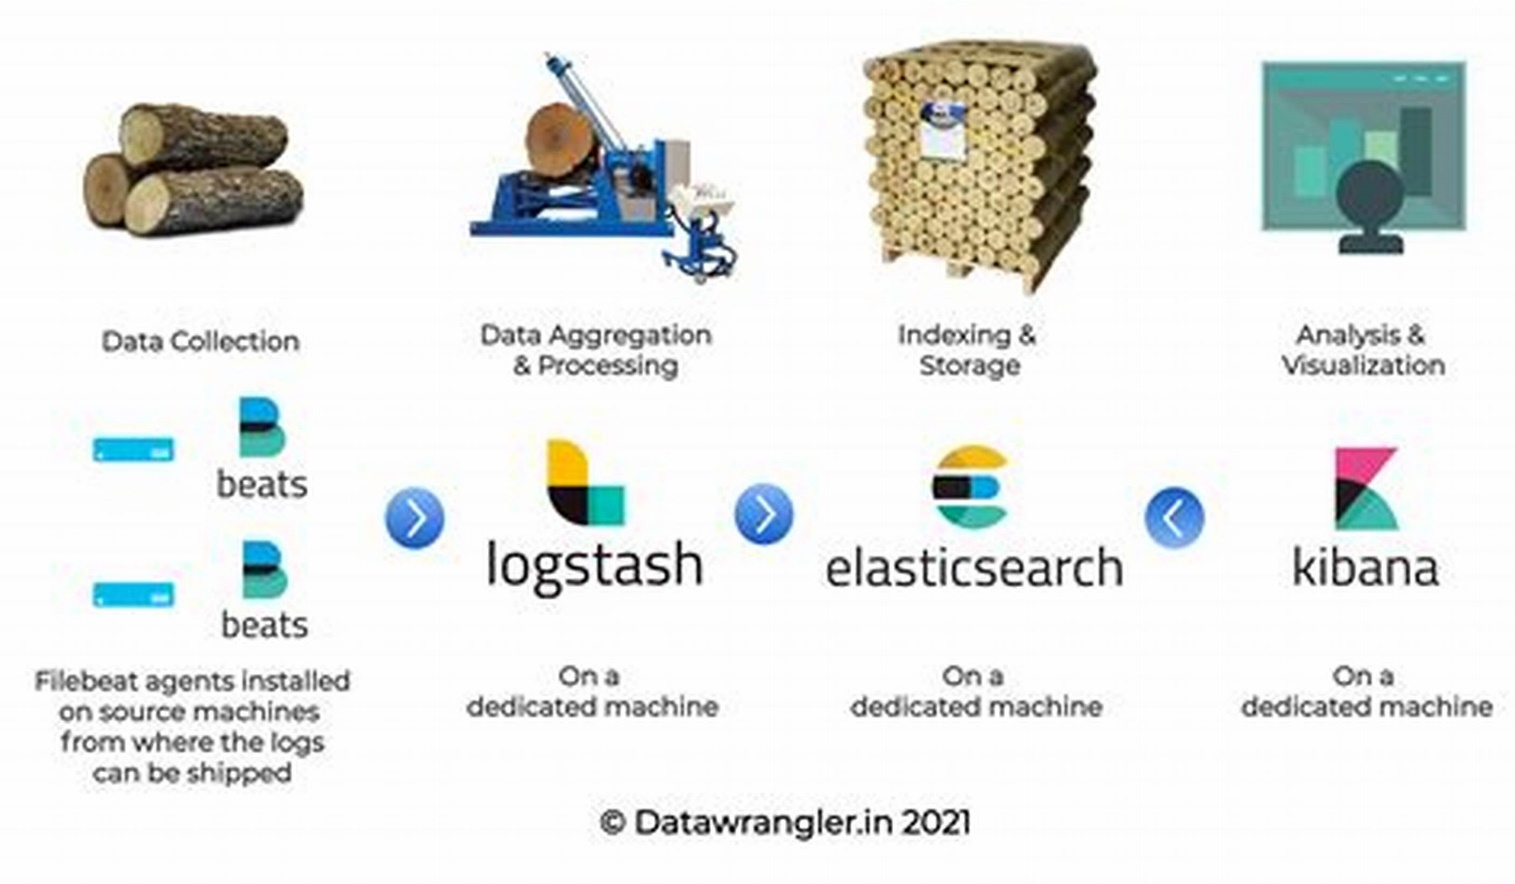 Data Collection
Data Aggregation
& Processing
Indexing &
Storage
Analysis &
Visualization
beats
beats
logstash
elasticsearch
kibana
Filebeat agents installed
on source machines
from where the logs
can be shipped
On a
dedicated machine
On a
dedicated machine
On a
dedicated machine
© Datawrangler.in 2021